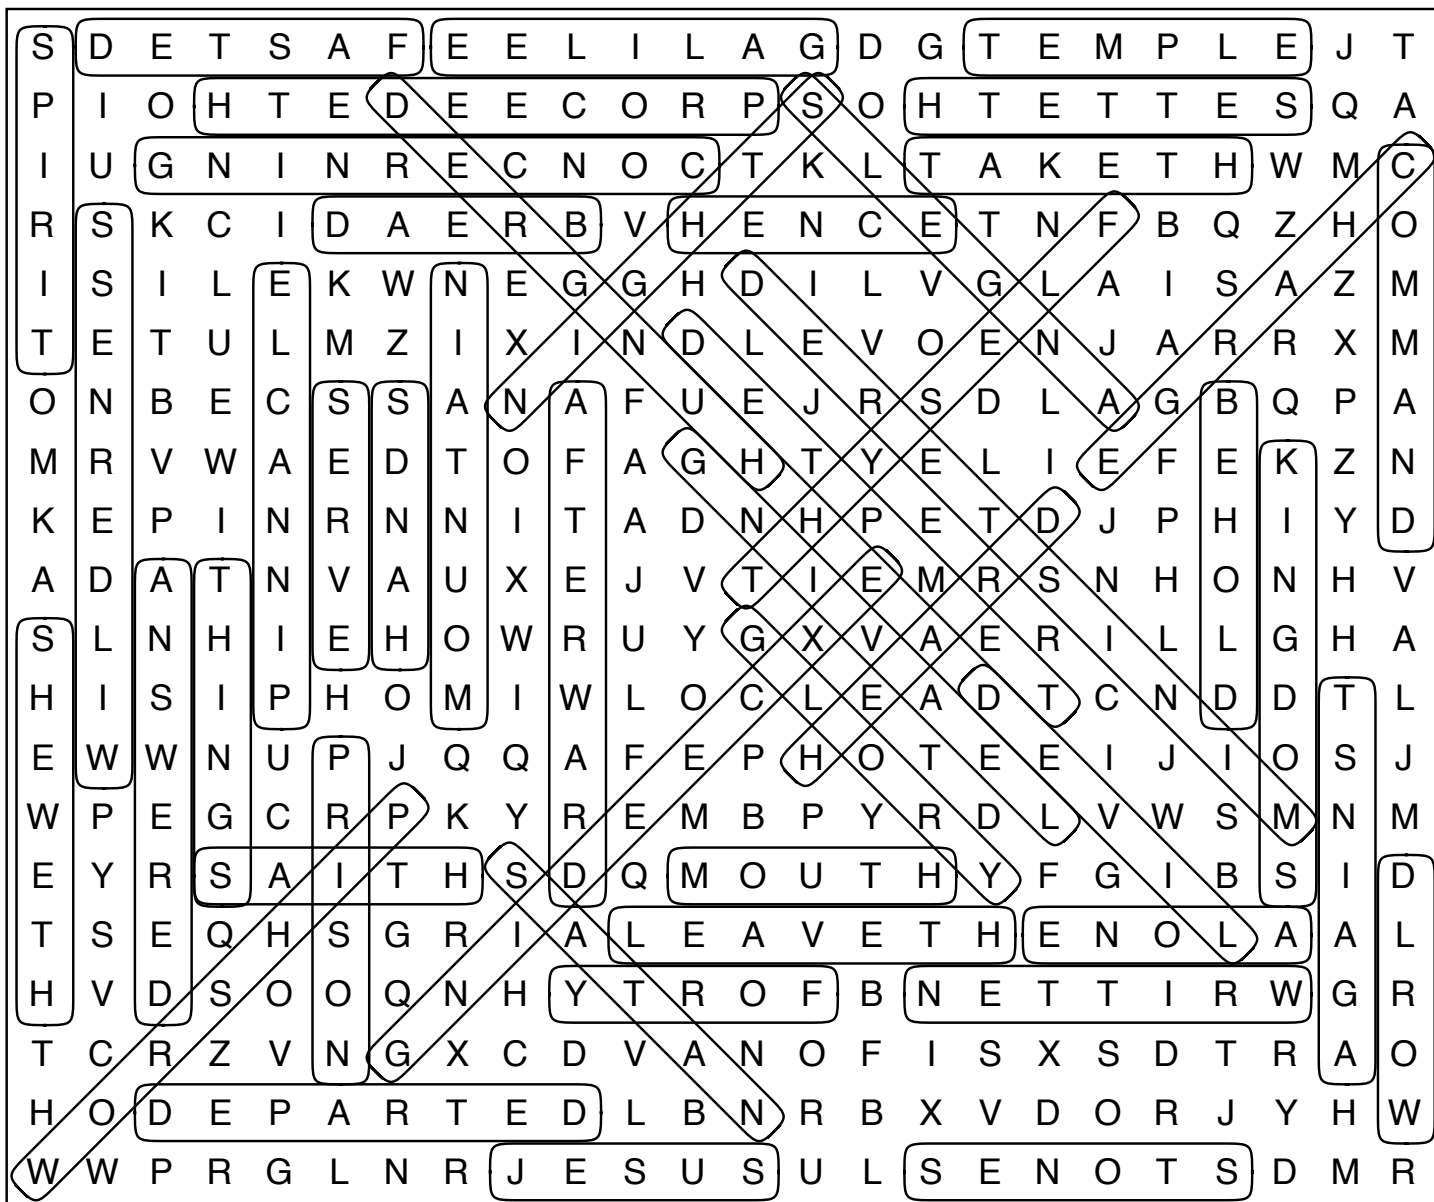 S D E T S A F E E L I L A G D G T E M P L E J T
P I O H T E D E E C O R P S O H T E T T E S Q A
I U G N I N R E C N O C T K L T A K E T H W M C
R S K C I D A E R B V H E N C E T N F B Q Z H O
I S I L E K W N E G G H D I L V G L A I S A Z M
T E T U L M Z I X I N D L E V O E N J A R R X M
O N B E C S S A N A F U E J R S D L A G B Q P A
M R V W A E D T O F A G H T Y E L I E F E K Z N
K E P I N R N N I T A D N H P E T D J P H I Y D
A D A T N V A U X E J V T I E M R S N H O N H V
S L N H I E H O W R U Y G X V A E R I L L G H A
H I S I P H O M I W L O C L E A D T C N D D T L
E W W N U P J Q Q A F E P H O T E E I J I O S J
W P E G C R P K Y R E M B P Y R D L V W S M N M
E Y R S A I T H S D Q M O U T H Y F G I B S I D
T S E Q H S G R I A L E A V E T H E N O L A A L
H V D S O O Q N H Y T R O F B N E T T I R W G R
T C R Z V N G X C D V A N O F I S X S D T R A O
H O D E P A R T E D L B N R B X V D O R J Y H W
W W P R G L N R J E S U S U L S E N O T S D M R